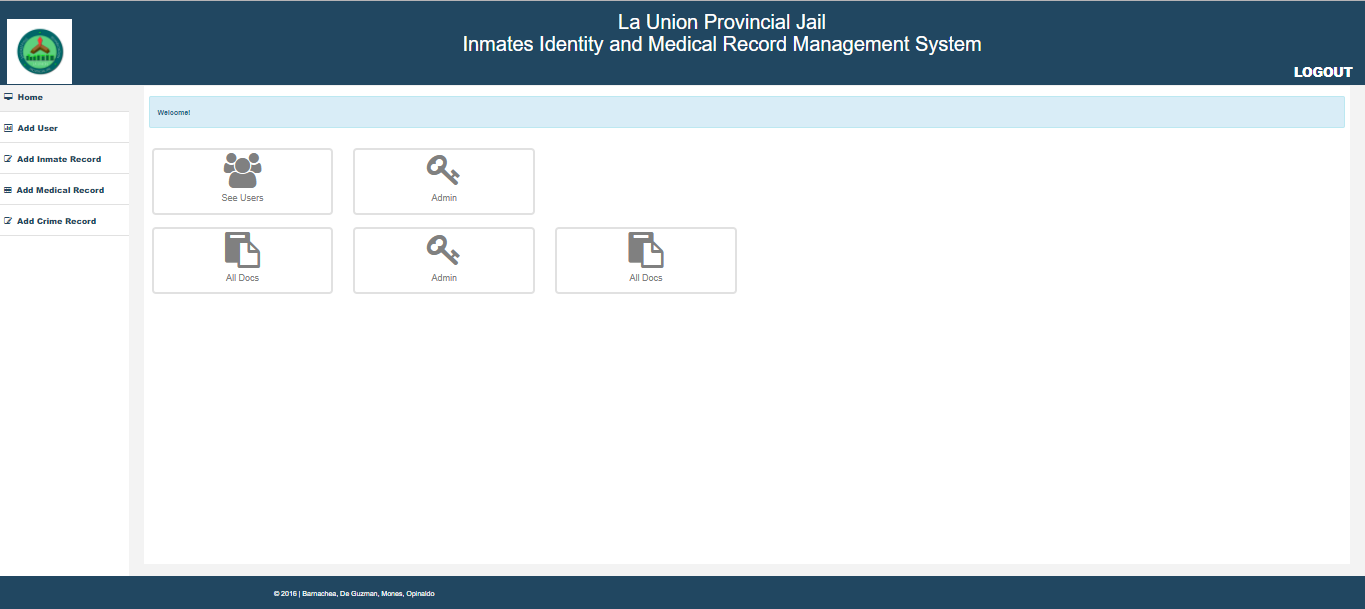 La Union Provincial Jail
Inmates Identity and Medical Record Management System
LOGOUT
Home
Add User
Add Inmate Record
Add Medical Record
Add Crime Record
Welcome!
See Users
Admin
All Docs
Admin
All Docs
© 2016 | Barnachea, De Guzman, Mones, Opinaldo